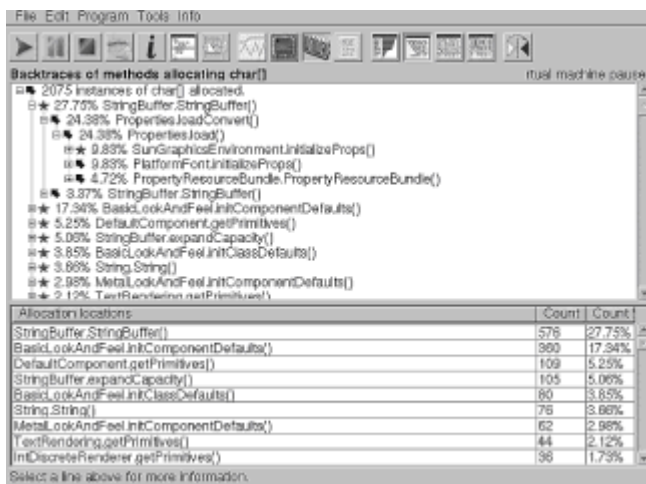 File Edit Program Tools Info
Backtraces of methods allocating char[]
rtual machine pause
2075 instances of char[] allocated.
27.75% StringBuffer.StringBuffer()
24.38% Properties.loadConvert()
24.38% Properties.load()
9.83% SunGraphicsEnvironment.initializeProps()
9.83% PlatformFont.initializeProps()
4.72% PropertyResourceBundle.PropertyResourceBundle()
3.37% StringBuffer.StringBuffer()
17.34% BasicLookAndFeel.initComponentDefaults()
5.25% DefaultComponent.getPrimitives()
5.06% StringBuffer.expandCapacity()
3.85% BasicLookAndFeel.initClassDefaults()
3.66% String.String()
2.98% MetalLookAndFeel.initComponentDefaults()
2.12% TextRendering.getPrimitives()
Allocation locations Count Count
StringBuffer.StringBuffer() 576 27.75%
BasicLookAndFeel.initComponentDefaults() 360 17.34%
DefaultComponent.getPrimitives() 109 5.25%
StringBuffer.expandCapacity() 105 5.06%
BasicLookAndFeel.initClassDefaults() 80 3.85%
String.String() 76 3.66%
MetalLookAndFeel.initComponentDefaults() 62 2.98%
TextRendering.getPrimitives() 44 2.12%
IntDiscreteRenderer.getPrimitives() 36 1.73%
Select a line above for more information.